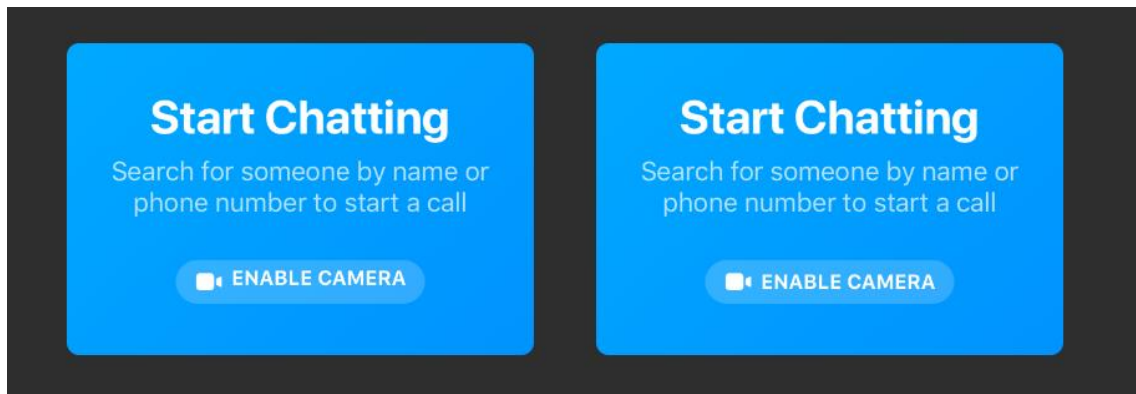 Start Chatting
Search for someone by name or
phone number to start a call
ENABLE CAMERA
Start Chatting
Search for someone by name or
phone number to start a call
ENABLE CAMERA